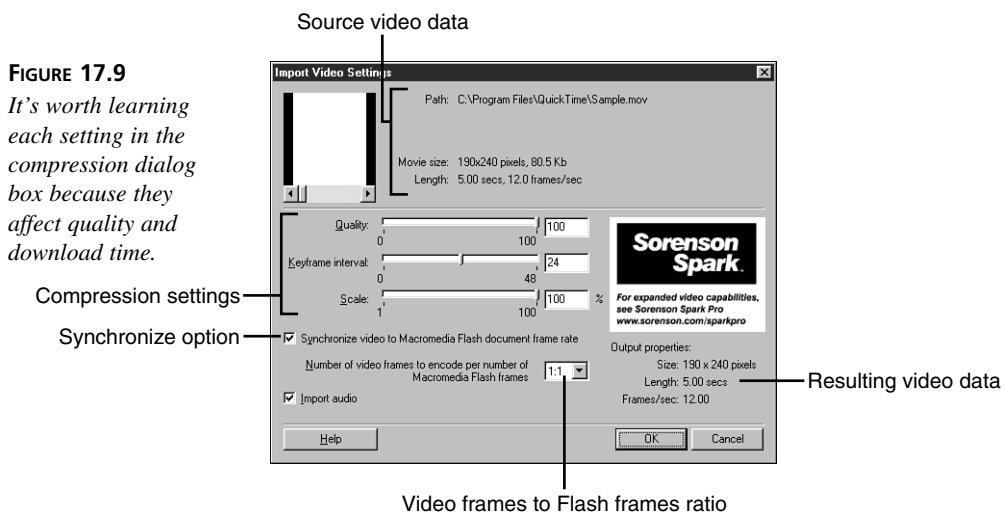 Source video data
FIGURE 17.9
It's worth learning
each setting in the
compression dialog
box because they
affect quality and
download time.
Import Video Settings
Path: C:\Program Files\QuickTime\Sample.mov
Movie size: 190x240 pixels, 80.5 Kb
Length: 5.00 secs, 12.0 frames/sec
Compression settings
Quality: 100
0 100
Keyframe interval: 24
0 48
Scale: 100 %
1 100
Sorenson
Spark.
For expanded video capabilities,
see Sorenson Spark Pro
www.sorenson.com/sparkpro
Synchronize option
Synchronize video to Macromedia Flash document frame rate
Number of video frames to encode per number of
Macromedia Flash frames
1:1
Import audio
Output properties:
Size: 190 x 240 pixels
Length: 5.00 secs
Frames/sec: 12.00
Resulting video data
Help
OK
Cancel
Video frames to Flash frames ratio